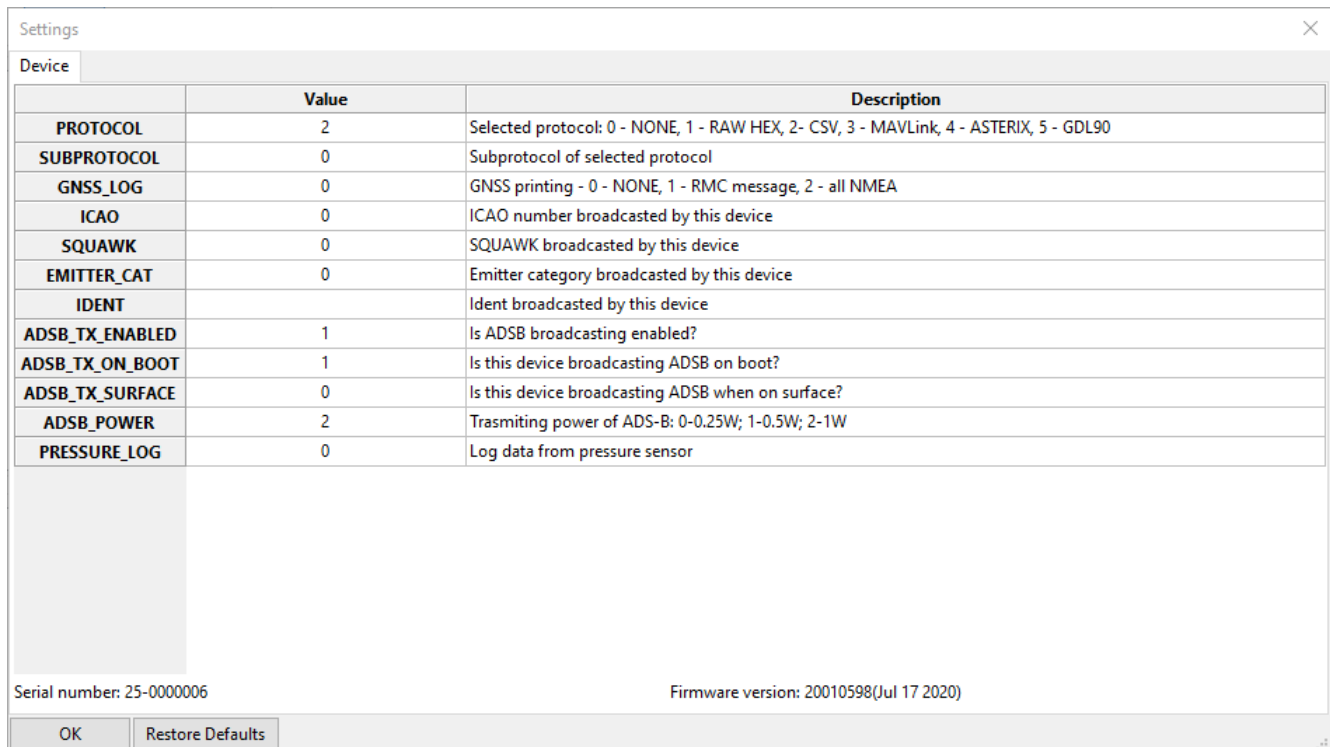 Settings
Device
Value Description
PROTOCOL 2 Selected protocol: 0 - NONE, 1 - RAW HEX, 2- CSV, 3 - MAVLink, 4 - ASTERIX, 5 - GDL90
SUBPROTOCOL 0 Subprotocol of selected protocol
GNSS_LOG 0 GNSS printing - 0 - NONE, 1 - RMC message, 2 - all NMEA
ICAO 0 ICAO number broadcasted by this device
SQUAWK 0 SQUAWK broadcasted by this device
EMITTER_CAT 0 Emitter category broadcasted by this device
IDENT Ident broadcasted by this device
ADSB_TX_ENABLED 1 Is ADSB broadcasting enabled?
ADSB_TX_ON_BOOT 1 Is this device broadcasting ADSB on boot?
ADSB_TX_SURFACE 0 Is this device broadcasting ADSB when on surface?
ADSB_POWER 2 Trasmiting power of ADS-B: 0-0.25W; 1-0.5W; 2-1W
PRESSURE_LOG 0 Log data from pressure sensor
Serial number: 25-0000006 Firmware version: 20010598(Jul 17 2020)
OK Restore Defaults